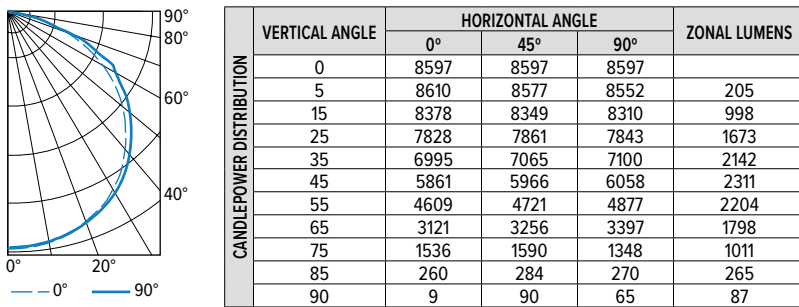 90°
80°
60°
40°
0° 20°
0° 90°
CANDLEPOWER DISTRIBUTION
VERTICAL ANGLE HORIZONTAL ANGLE ZONAL LUMENS
0° 45° 90°
0 8597 8597 8597
5 8610 8577 8552 205
15 8378 8349 8310 998
25 7828 7861 7843 1673
35 6995 7065 7100 2142
45 5861 5966 6058 2311
55 4609 4721 4877 2204
65 3121 3256 3397 1798
75 1536 1590 1348 1011
85 260 284 270 265
90 9 90 65 87